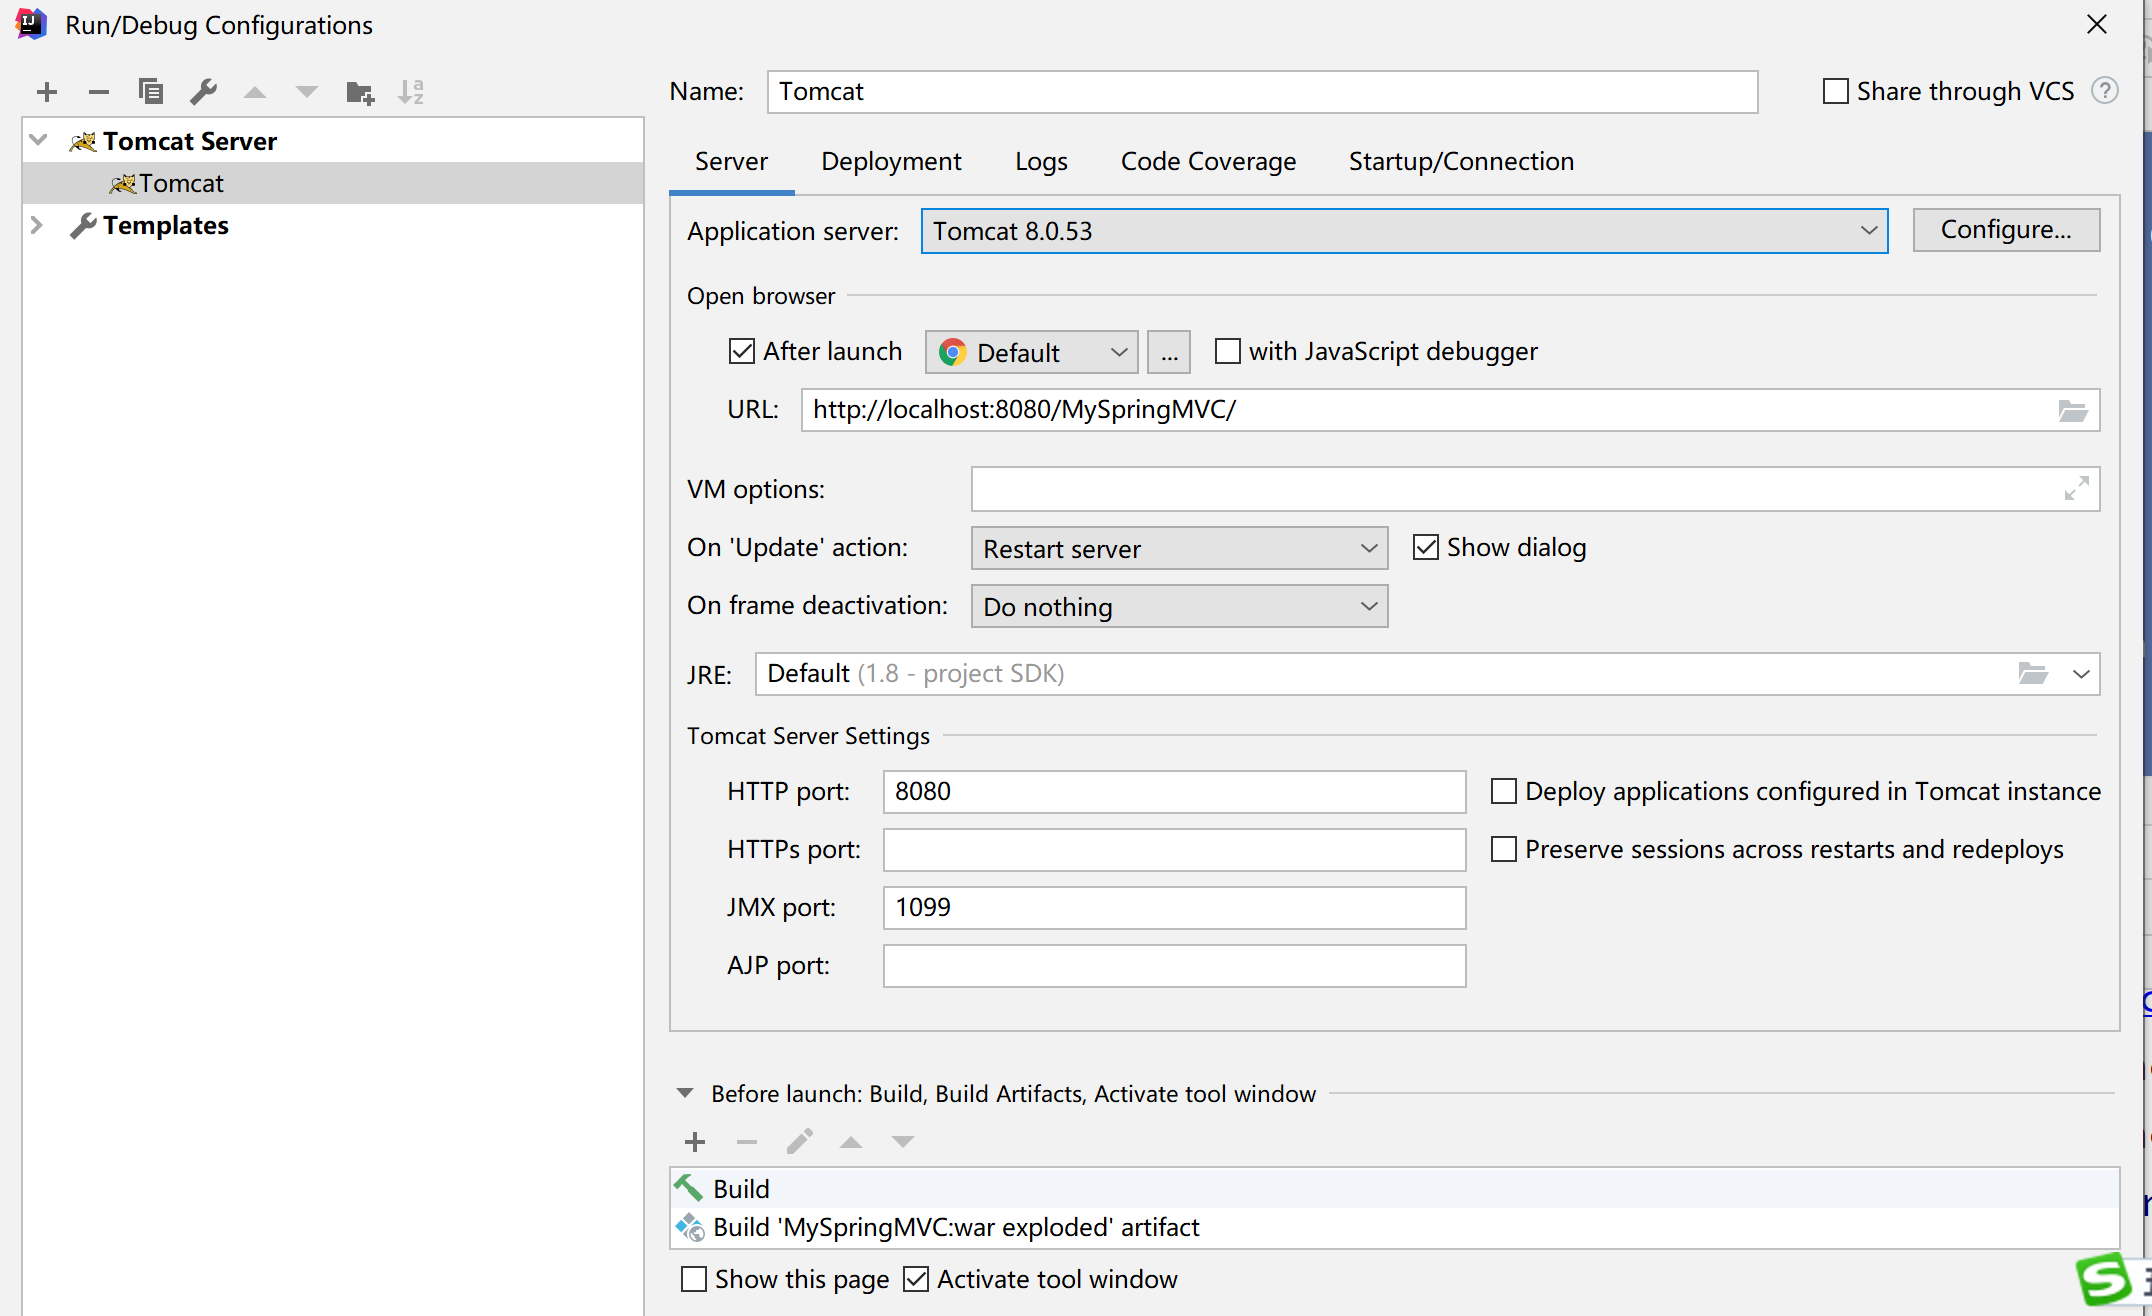 Run/Debug Configurations
Name: Tomcat
Share through VCS ?
Tomcat Server
Tomcat
Templates
Server Deployment Logs Code Coverage Startup/Connection
Application server: Tomcat 8.0.53 Configure...
Open browser
After launch Default ... with JavaScript debugger
URL: http://localhost:8080/MySpringMVC/
VM options:
On 'Update' action: Restart server Show dialog
On frame deactivation: Do nothing
JRE: Default (1.8 - project SDK)
Tomcat Server Settings
HTTP port: 8080 Deploy applications configured in Tomcat instance
HTTPs port: Preserve sessions across restarts and redeploys
JMX port: 1099
AJP port:
Before launch: Build, Build Artifacts, Activate tool window
Build
Build 'MySpringMVC:war exploded' artifact
Show this page Activate tool window